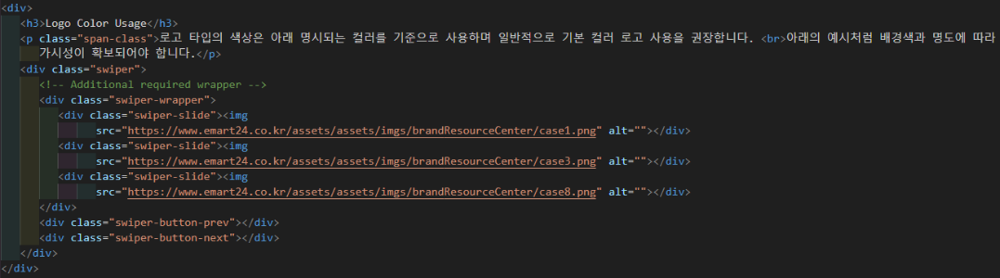 <div>
<h3>Logo Color Usage</h3>
<p class="span-class">로고 타입의 색상은 아래 명시되는 컬러를 기준으로 사용하며 일반적으로 기본 컬러 로고 사용을 권장합니다. <br>아래의 예시처럼 배경색과 명도에 따라
가시성이 확보되어야 합니다.</p>
<div class="swiper">
<!-- Additional required wrapper -->
<div class="swiper-wrapper">
<div class="swiper-slide"><img
src="https://www.emart24.co.kr/assets/assets/imgs/brandResourceCenter/case1.png" alt=""></div>
<div class="swiper-slide"><img
src="https://www.emart24.co.kr/assets/assets/imgs/brandResourceCenter/case3.png" alt=""></div>
<div class="swiper-slide"><img
src="https://www.emart24.co.kr/assets/assets/imgs/brandResourceCenter/case8.png" alt=""></div>
</div>
<div class="swiper-button-prev"></div>
<div class="swiper-button-next"></div>
</div>
</div>